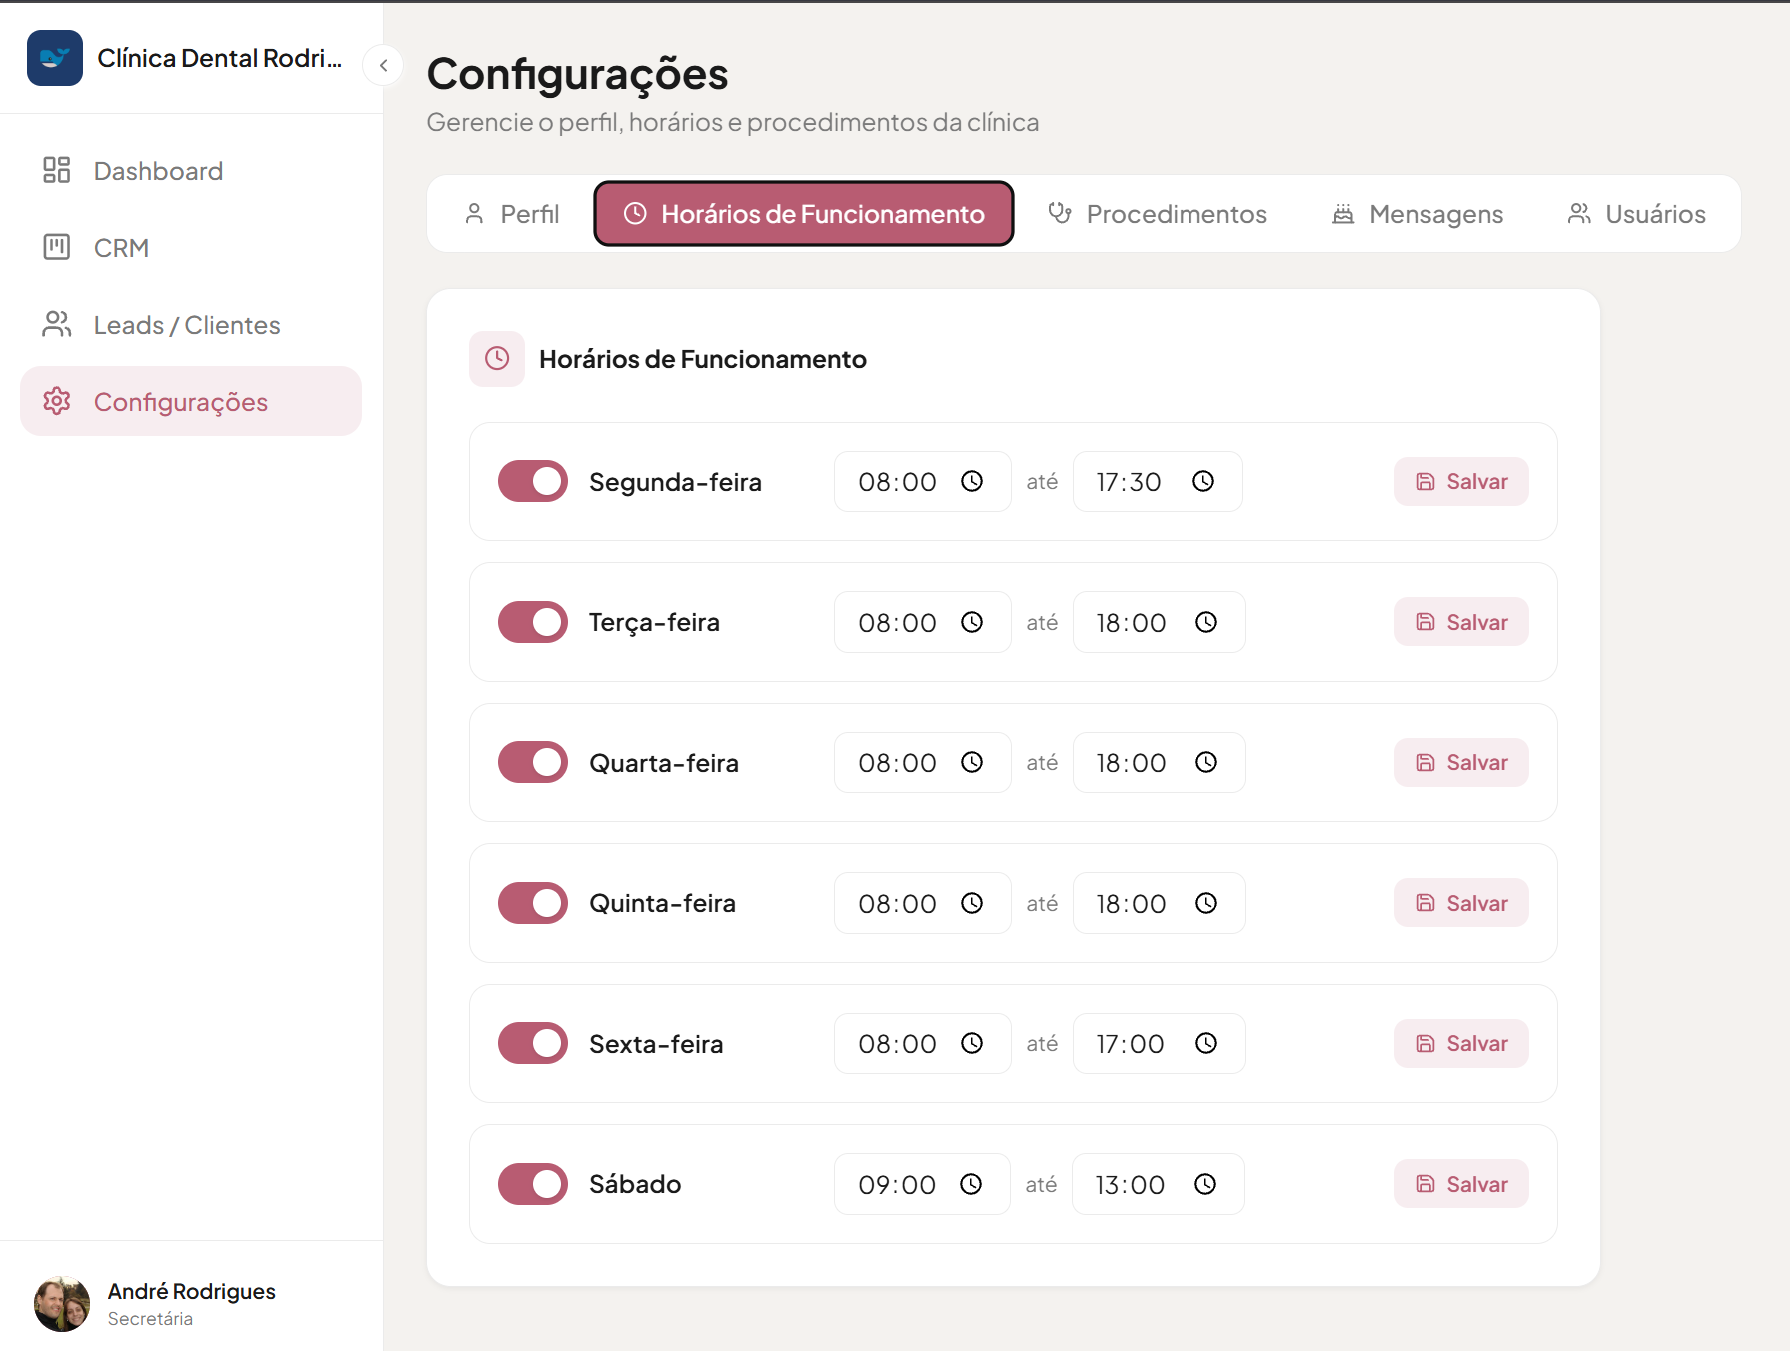 Clínica Dental Rodri...
Dashboard
CRM
Leads / Clientes
Configurações
André Rodrigues
Secretária
Configurações
Gerencie o perfil, horários e procedimentos da clínica
Perfil
Horários de Funcionamento
Procedimentos
Mensagens
Usuários
Horários de Funcionamento
Segunda-feira 08:00 até 17:30 Salvar
Terça-feira 08:00 até 18:00 Salvar
Quarta-feira 08:00 até 18:00 Salvar
Quinta-feira 08:00 até 18:00 Salvar
Sexta-feira 08:00 até 17:00 Salvar
Sábado 09:00 até 13:00 Salvar